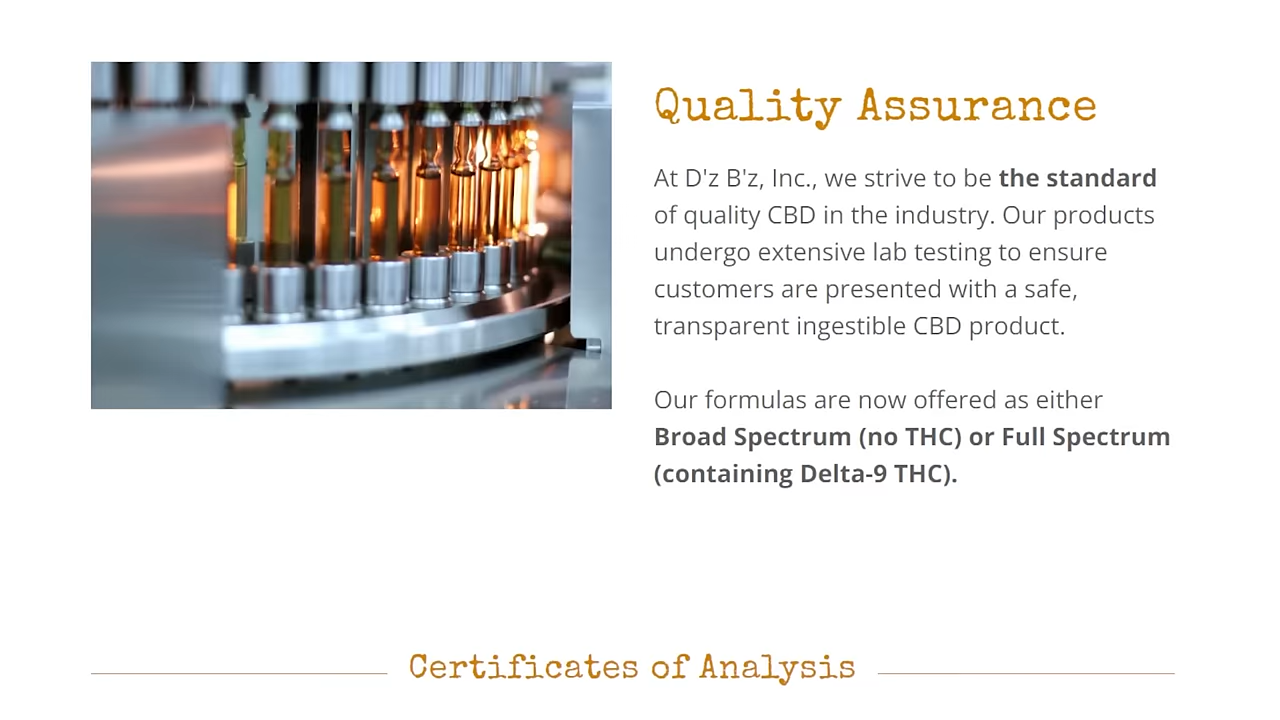 Quality Assurance
At D'z B'z, Inc., we strive to be the standard
of quality CBD in the industry. Our products
undergo extensive lab testing to ensure
customers are presented with a safe,
transparent ingestible CBD product.
Our formulas are now offered as either
Broad Spectrum (no THC) or Full Spectrum
(containing Delta-9 THC).
Certificates of Analysis